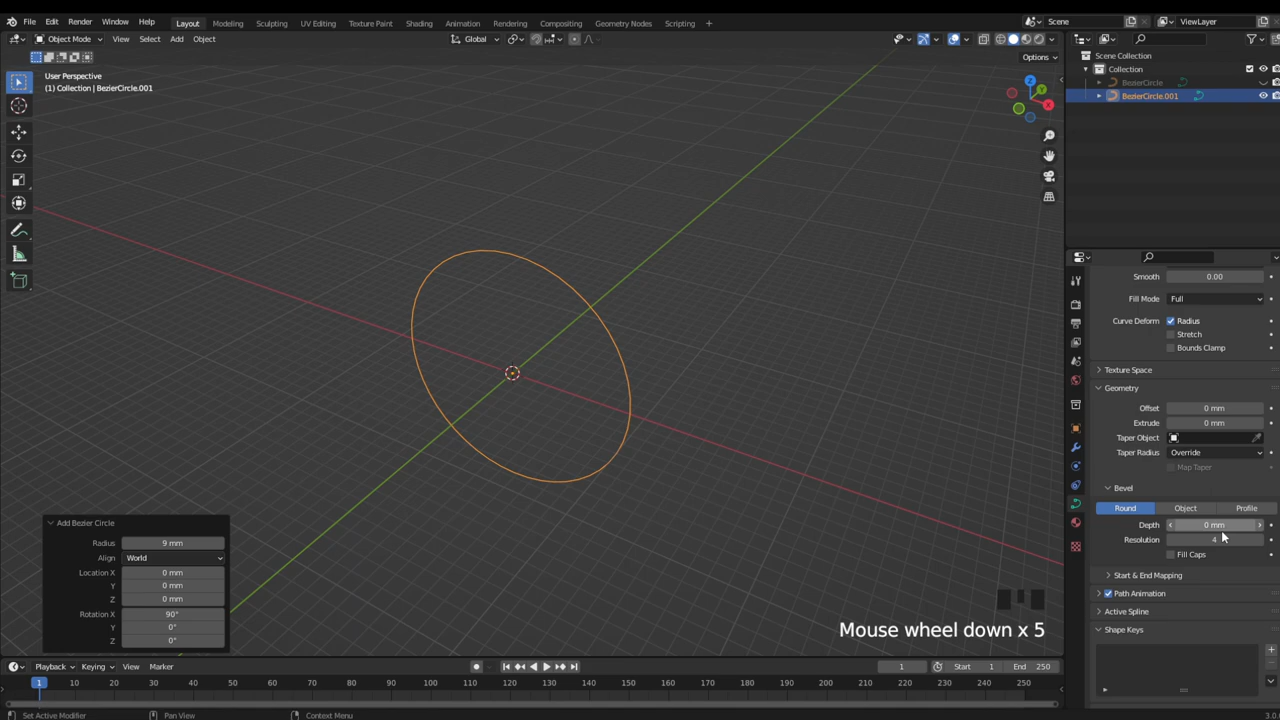 File Edit Render Window Help Layout Modeling Sculpting UV Editing Texture Paint Shading Animation Rendering Compositing Geometry Nodes Scripting + Scene ViewLayer
Object Mode View Select Add Object Global
Options
User Perspective
(1) Collection | BezierCircle.001
Z
Y
X
Scene Collection
Collection
BezierCircle
BezierCircle.001
Smooth 0.00
Fill Mode Full
Curve Deform Radius
Stretch
Bounds Clamp
Texture Space
Geometry
Offset 0 mm
Extrude 0 mm
Taper Object
Taper Radius Override
Map Taper
Bevel
Round Object Profile
Depth 0 mm
Resolution 4
Fill Caps
Start & End Mapping
Path Animation
Active Spline
Shape Keys
Add Bezier Circle
Radius 9 mm
Align World
Location X 0 mm
Y 0 mm
Z 0 mm
Rotation X 90°
Y 0°
Z 0°
Mouse wheel down x 5
Playback Keying View Marker 1 Start 1 End 250
1 10 20 30 40 50 60 70 80 90 100 110 120 130 140 150 160 170 180 190 200 210 220 230 240 250
Set Active Modifier Pan View Context Menu 3.0